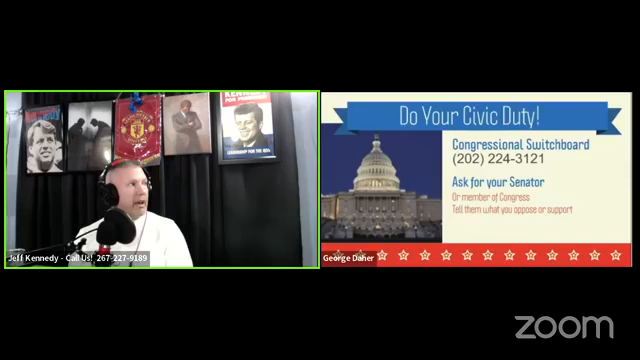 KENNEDY
FOR PRESIDENT
LEADERSHIP FOR THE 60's
Jeff Kennedy - Call Us! 267-227-9189
Do Your Civic Duty!
Congressional Switchboard
(202) 224-3121
Ask for your Senator
Or member of Congress
Tell them what you oppose or support
George Daher
zoom